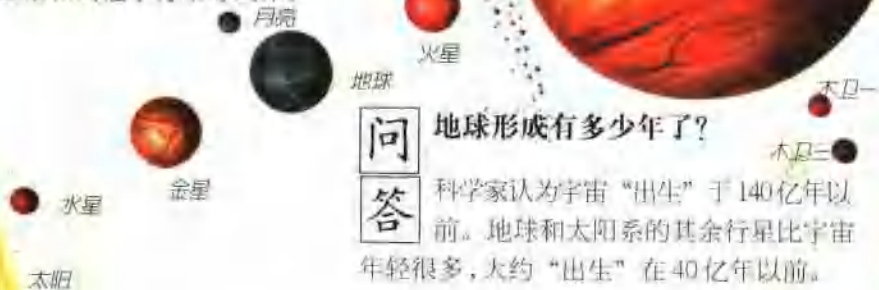 月亮
火星
地球
木卫一
金星
水星
太阳
问 地球形成有多少年了?
木卫三
答 科学家认为宇宙“出生”于140亿年以
前。地球和太阳系的其余行星比宇宙
年轻很多,大约“出生”在40亿年以前。